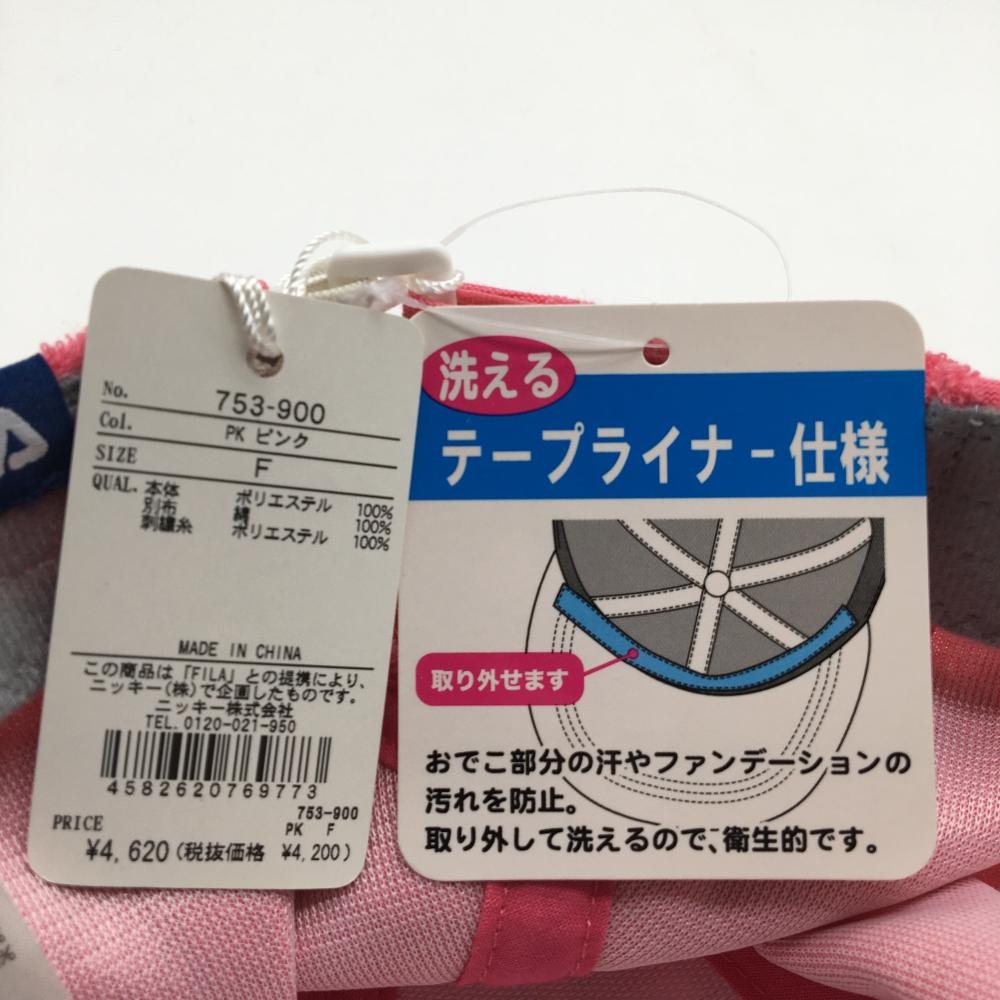 No. 753-900
Col. PK ピンク
SIZE F
QUAL. 本体 ポリエステル 100%
別布 綿 100%
刺繍糸 ポリエステル 100%
MADE IN CHINA
この商品は「FILA」との提携により、
ニッキー(株)で企画したものです。
ニッキー株式会社
TEL. 0120-021-950
4582620769773
753-900
PK F
PRICE
¥4,620(税抜価格 ¥4,200)
洗える
テープライナー仕様
取り外せます
おでこ部分の汗やファンデーションの
汚れを防止。
取り外して洗えるので、衛生的です。